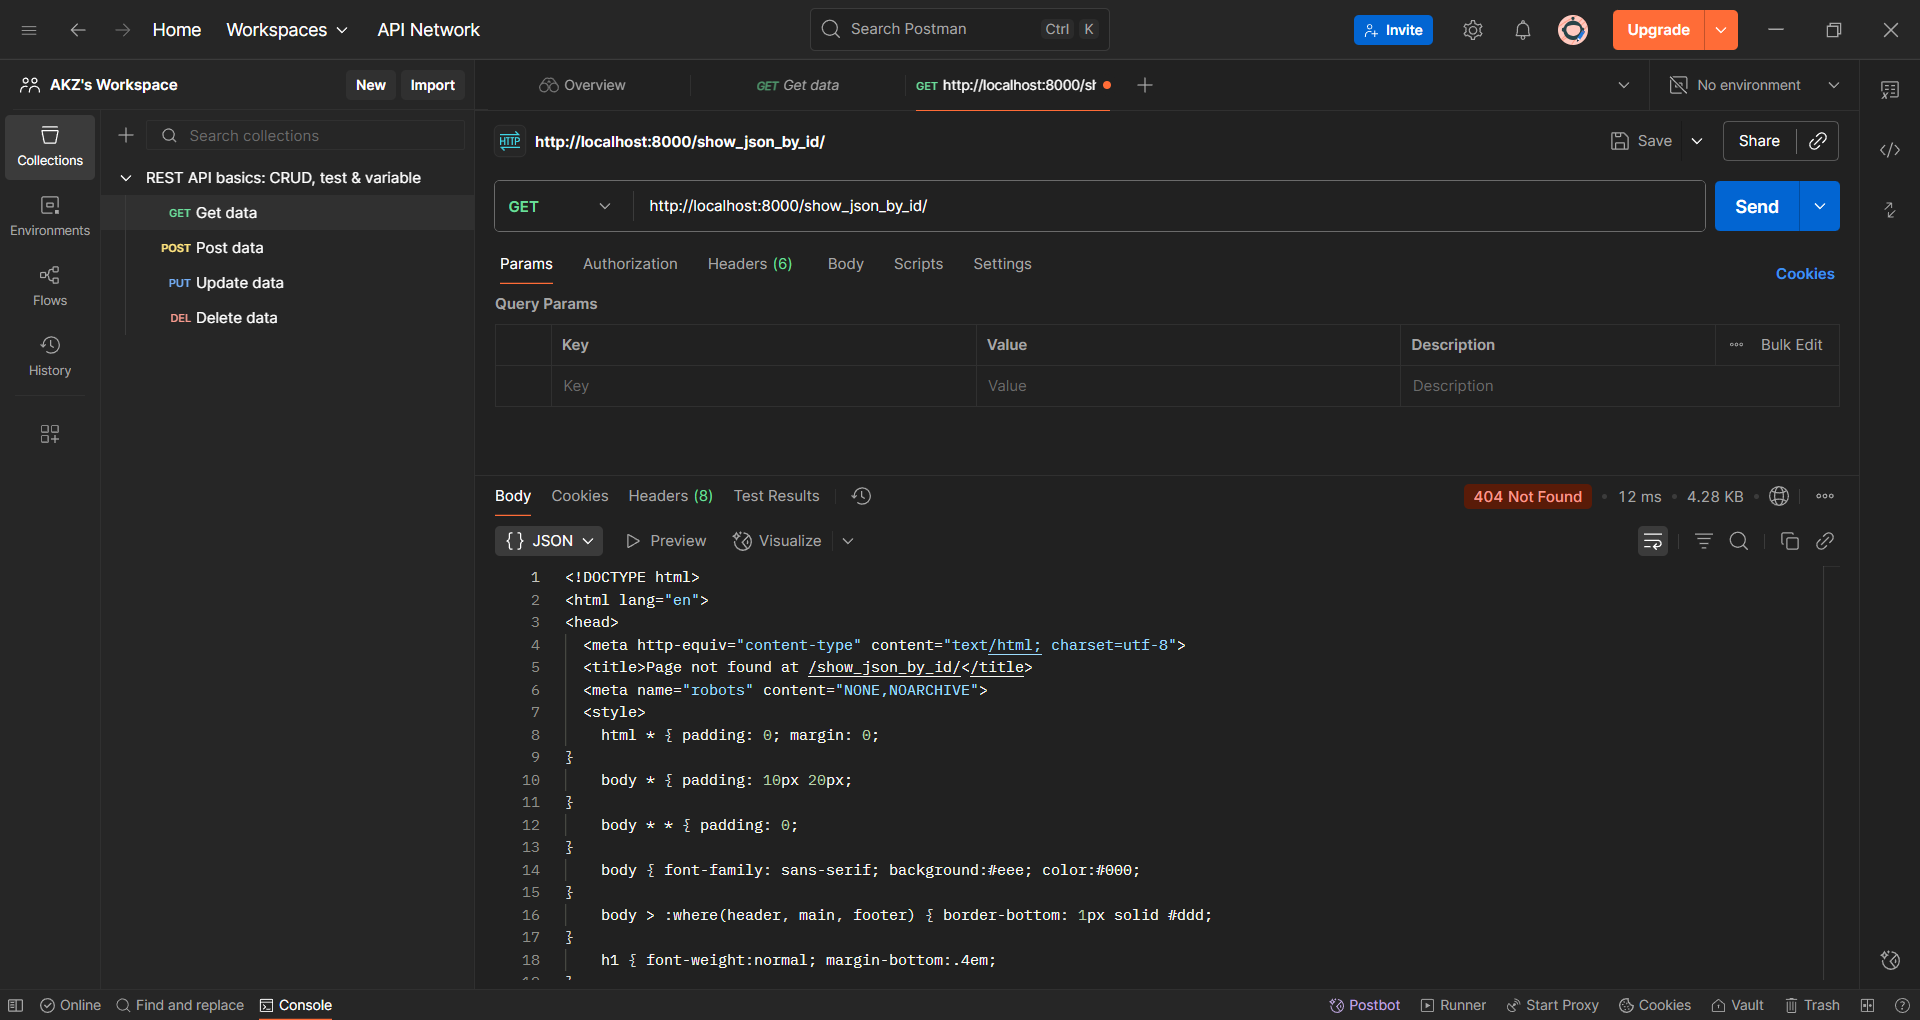 Home Workspaces API Network Search Postman Ctrl K Invite Upgrade
AKZ's Workspace New Import
Overview GET Get data GET http://localhost:8000/sh No environment
Collections
Environments
Flows
History
Search collections
REST API basics: CRUD, test & variable
GET Get data
POST Post data
PUT Update data
DEL Delete data
HTTP http://localhost:8000/show_json_by_id/ Save Share
GET http://localhost:8000/show_json_by_id/ Send
Params Authorization Headers (6) Body Scripts Settings Cookies
Query Params
Key Value Description Bulk Edit
Key Value Description
Body Cookies Headers (8) Test Results 404 Not Found 12 ms 4.28 KB
{} JSON Preview Visualize
1 <!DOCTYPE html>
2 <html lang="en">
3 <head>
4 <meta http-equiv="content-type" content="text/html; charset=utf-8">
5 <title>Page not found at /show_json_by_id/</title>
6 <meta name="robots" content="NONE,NOARCHIVE">
7 <style>
8 html * { padding: 0; margin: 0;
9 }
10 body * { padding: 10px 20px;
11 }
12 body * * { padding: 0;
13 }
14 body { font-family: sans-serif; background:#eee; color:#000;
15 }
16 body > :where(header, main, footer) { border-bottom: 1px solid #ddd;
17 }
18 h1 { font-weight:normal; margin-bottom:.4em;
Online Find and replace Console Postbot Runner Start Proxy Cookies Vault Trash